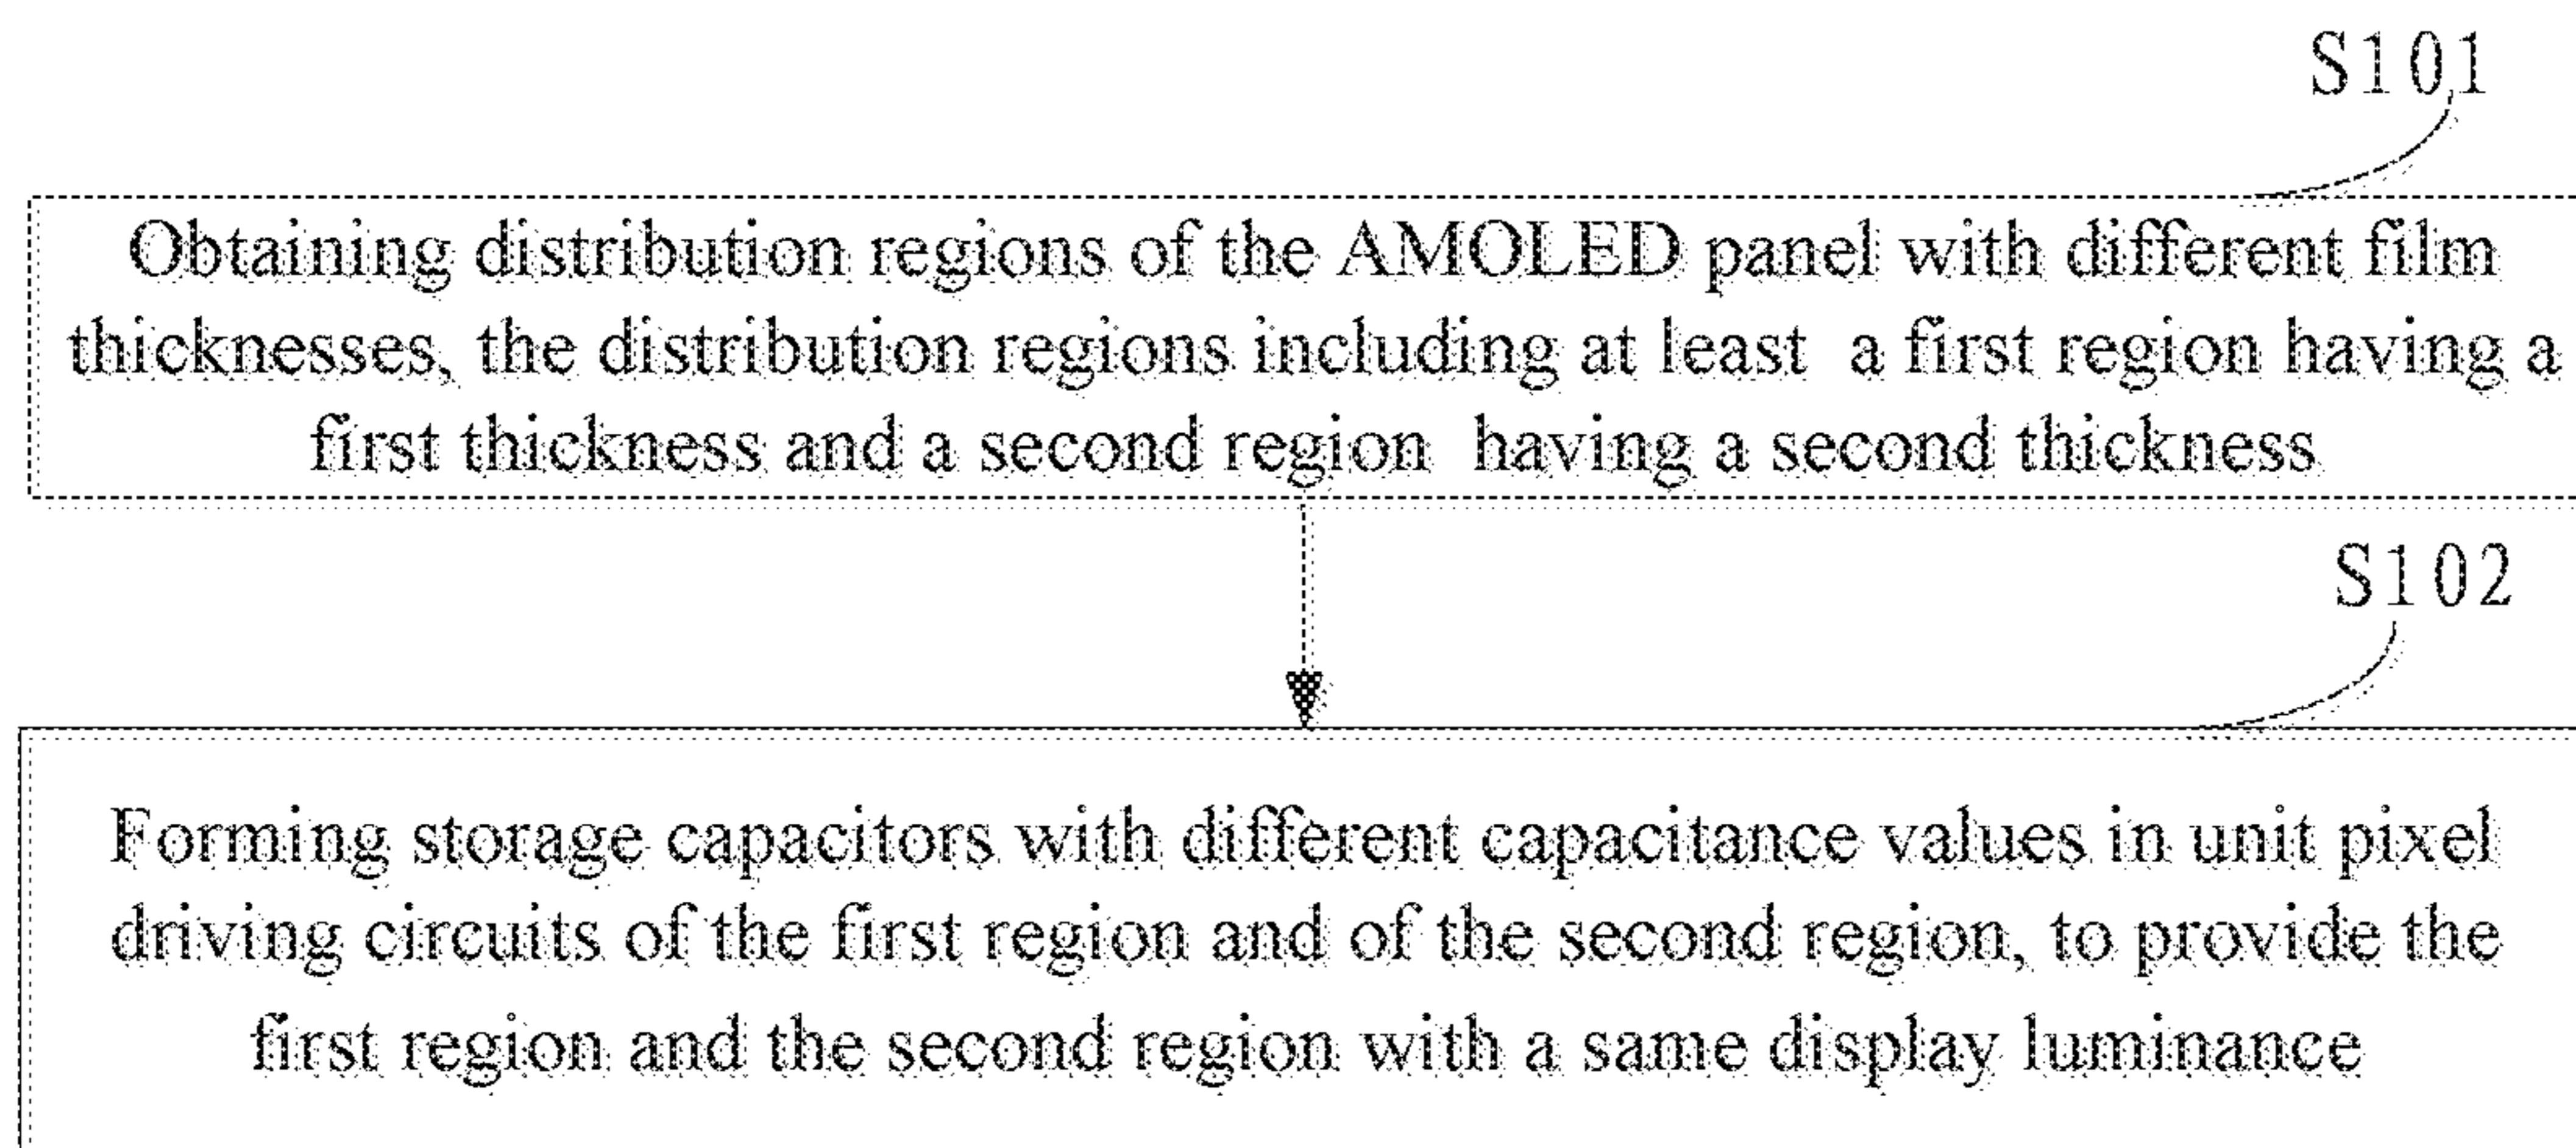 S101
Obtaining distribution regions of the AMOLED panel with different film
thicknesses, the distribution regions including at least a first region having a
first thickness and a second region having a second thickness
S102
Forming storage capacitors with different capacitance values in unit pixel
driving circuits of the first region and of the second region, to provide the
first region and the second region with a same display luminance